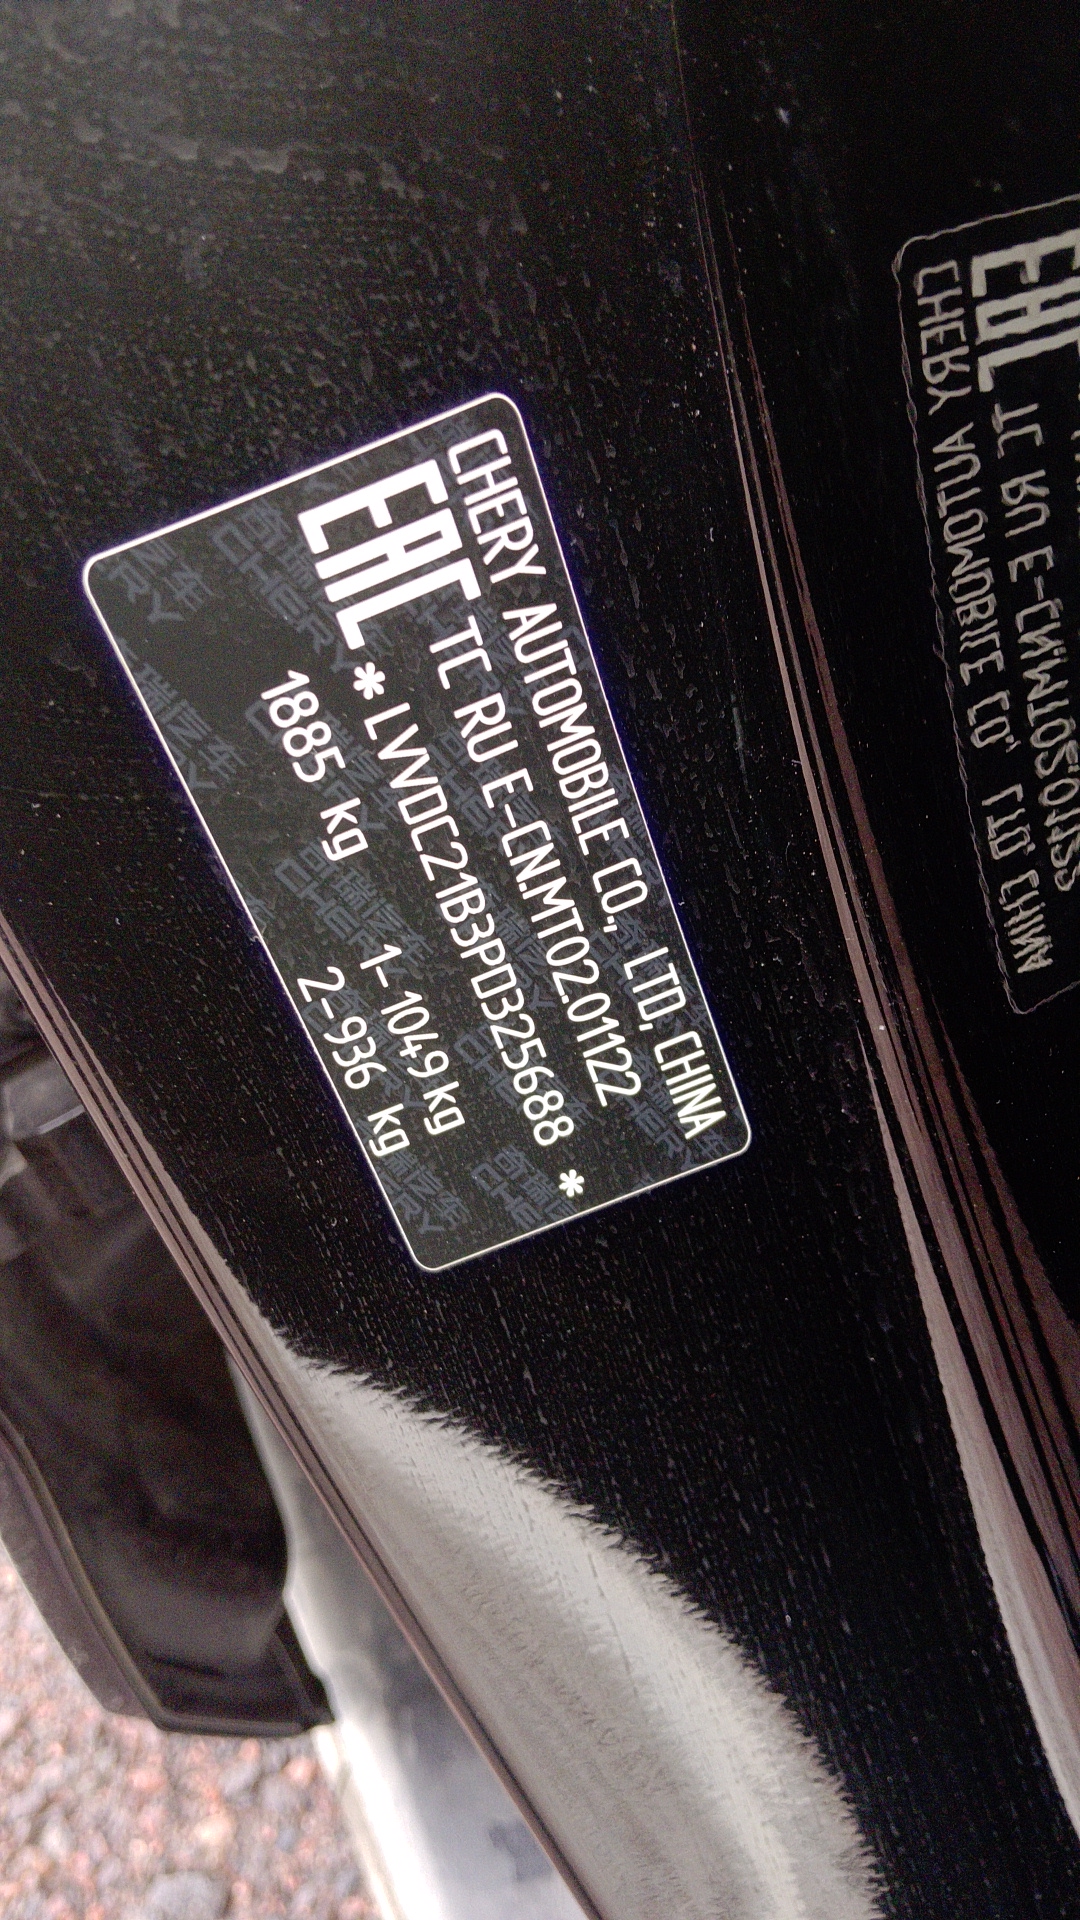 CHERY AUTOMOBILE CO., LTD, CHINA
EAC TC RU E-CN.MT02.01122
*LVVDC21B3PD325688*
1885 kg
1-1049 kg
2-936 kg